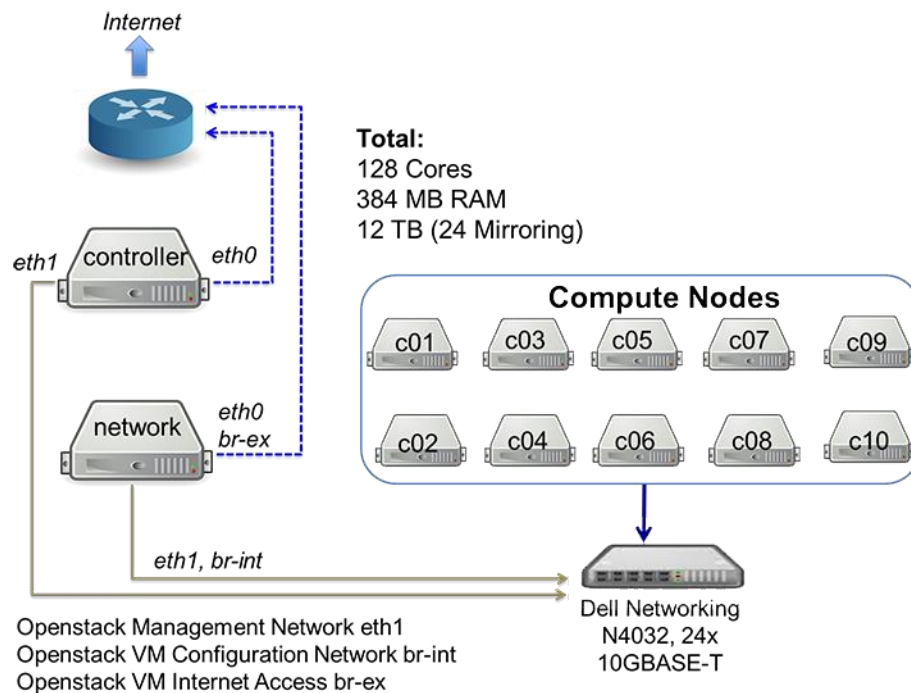 Internet
Total:
128 Cores
384 MB RAM
12 TB (24 Mirroring)
eth1
controller
eth0
Compute Nodes
c01
c03
c05
c07
c09
network
eth0
br-ex
c02
c04
c06
c08
c10
eth1, br-int
Dell Networking
N4032, 24x
10GBASE-T
Openstack Management Network eth1
Openstack VM Configuration Network br-int
Openstack VM Internet Access br-ex